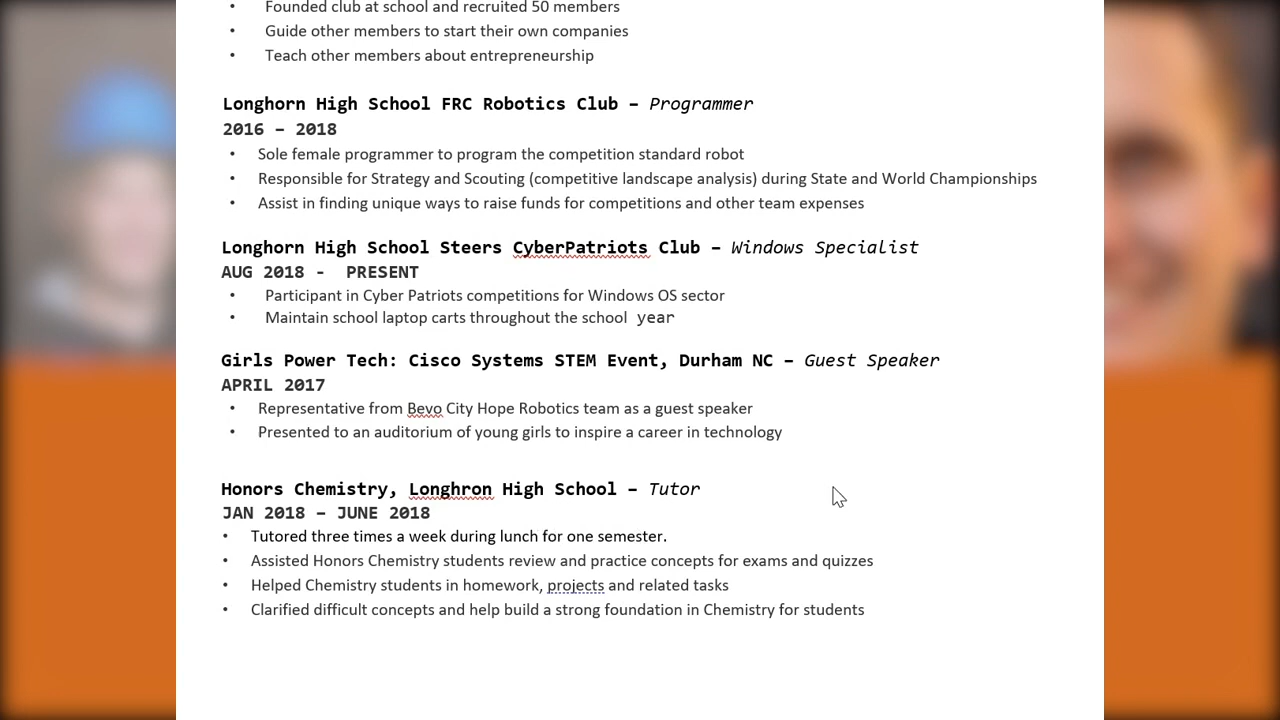 • Founded club at school and recruited 50 members
• Guide other members to start their own companies
• Teach other members about entrepreneurship
Longhorn High School FRC Robotics Club – Programmer
2016 – 2018
• Sole female programmer to program the competition standard robot
• Responsible for Strategy and Scouting (competitive landscape analysis) during State and World Championships
• Assist in finding unique ways to raise funds for competitions and other team expenses
Longhorn High School Steers CyberPatriots Club – Windows Specialist
AUG 2018 - PRESENT
• Participant in Cyber Patriots competitions for Windows OS sector
• Maintain school laptop carts throughout the school year
Girls Power Tech: Cisco Systems STEM Event, Durham NC – Guest Speaker
APRIL 2017
• Representative from Bevo City Hope Robotics team as a guest speaker
• Presented to an auditorium of young girls to inspire a career in technology
Honors Chemistry, Longhron High School – Tutor
JAN 2018 – JUNE 2018
• Tutored three times a week during lunch for one semester.
• Assisted Honors Chemistry students review and practice concepts for exams and quizzes
• Helped Chemistry students in homework, projects and related tasks
• Clarified difficult concepts and help build a strong foundation in Chemistry for students